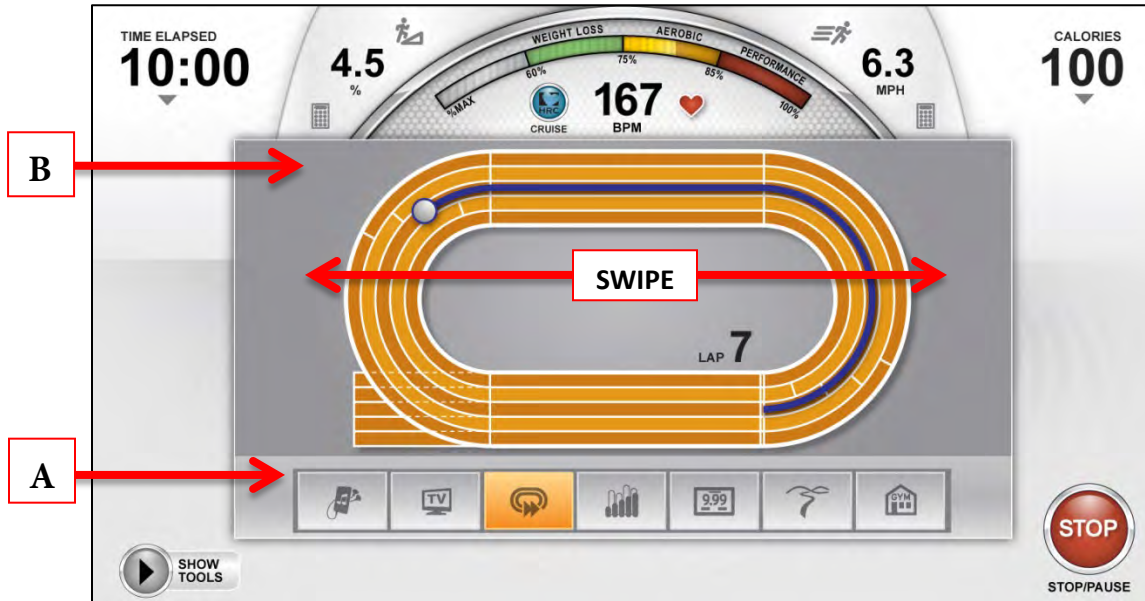 TIME ELAPSED
10:00
4.5
%
%MAX
60%
WEIGHT LOSS
75%
AEROBIC
85%
PERFORMANCE
100%
HRC
CRUISE
167
BPM
6.3
MPH
CALORIES
100
B
SWIPE
LAP 7
A
TV
9.99
GYM
SHOW
TOOLS
STOP
STOP/PAUSE